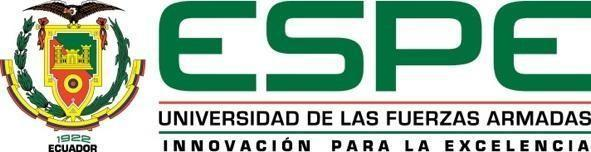 ESPE
UNIVERSIDAD DE LAS FUERZAS ARMADAS
INNOVACIÓN PARA LA EXCELENCIA
1922
ECUADOR